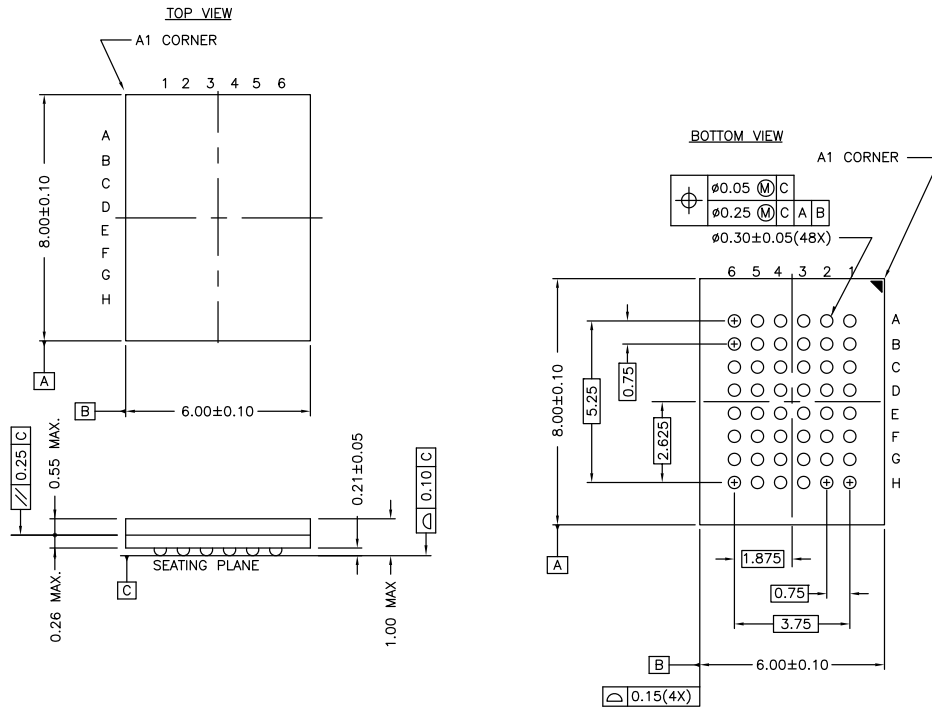 TOP VIEW
A1 CORNER
1 2 3 4 5 6
A
B
C
D
E
F
G
H
8.00±0.10
A
B
6.00±0.10
// 0.25 C
0.55 MAX.
0.26 MAX.
0.21±0.05
0.10 C
SEATING PLANE
C
1.00 MAX
BOTTOM VIEW
A1 CORNER
ø0.05 Ⓜ C
ø0.25 Ⓜ C A B
ø0.30±0.05(48X)
6 5 4 3 2 1
A
B
C
D
E
F
G
H
8.00±0.10
5.25
0.75
2.625
A
1.875
0.75
3.75
B
6.00±0.10
0.15(4X)